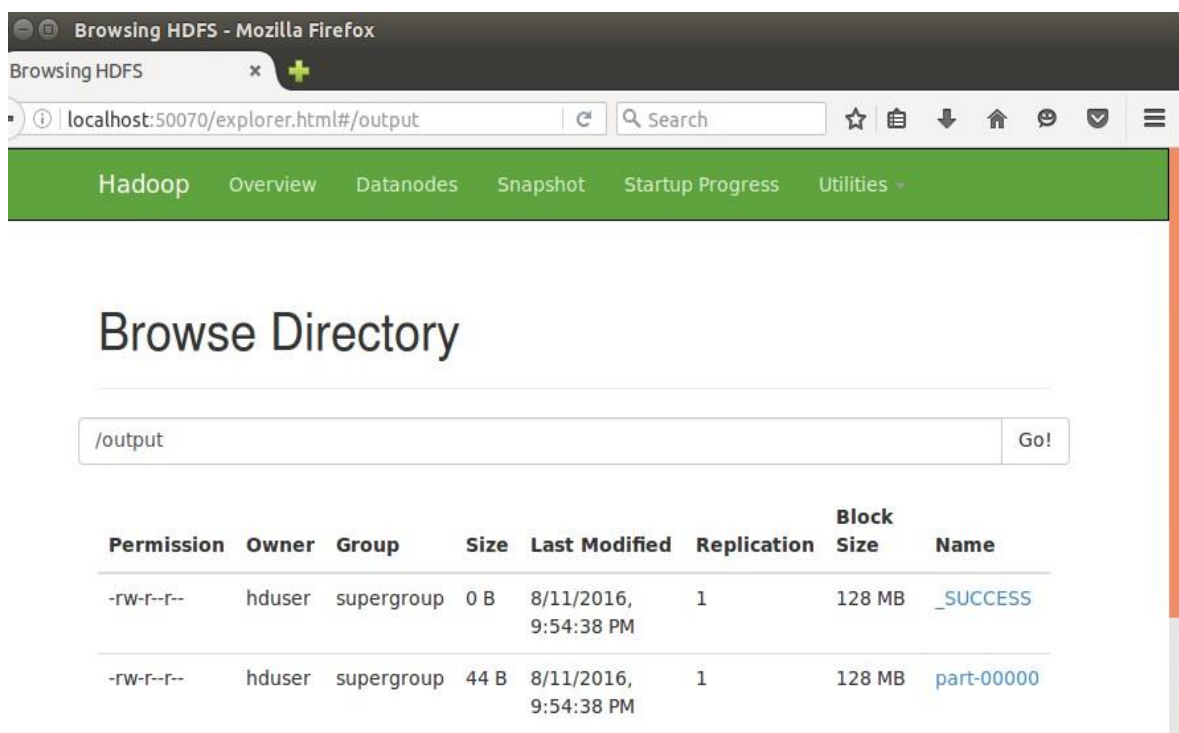 Browsing HDFS - Mozilla Firefox
Browsing HDFS
localhost:50070/explorer.html#/output
Search
Hadoop Overview Datanodes Snapshot Startup Progress Utilities
Browse Directory
/output
Go!
Permission Owner Group Size Last Modified Replication Block Size Name
-rw-r--r-- hduser supergroup 0 B 8/11/2016, 9:54:38 PM 1 128 MB _SUCCESS
-rw-r--r-- hduser supergroup 44 B 8/11/2016, 9:54:38 PM 1 128 MB part-00000